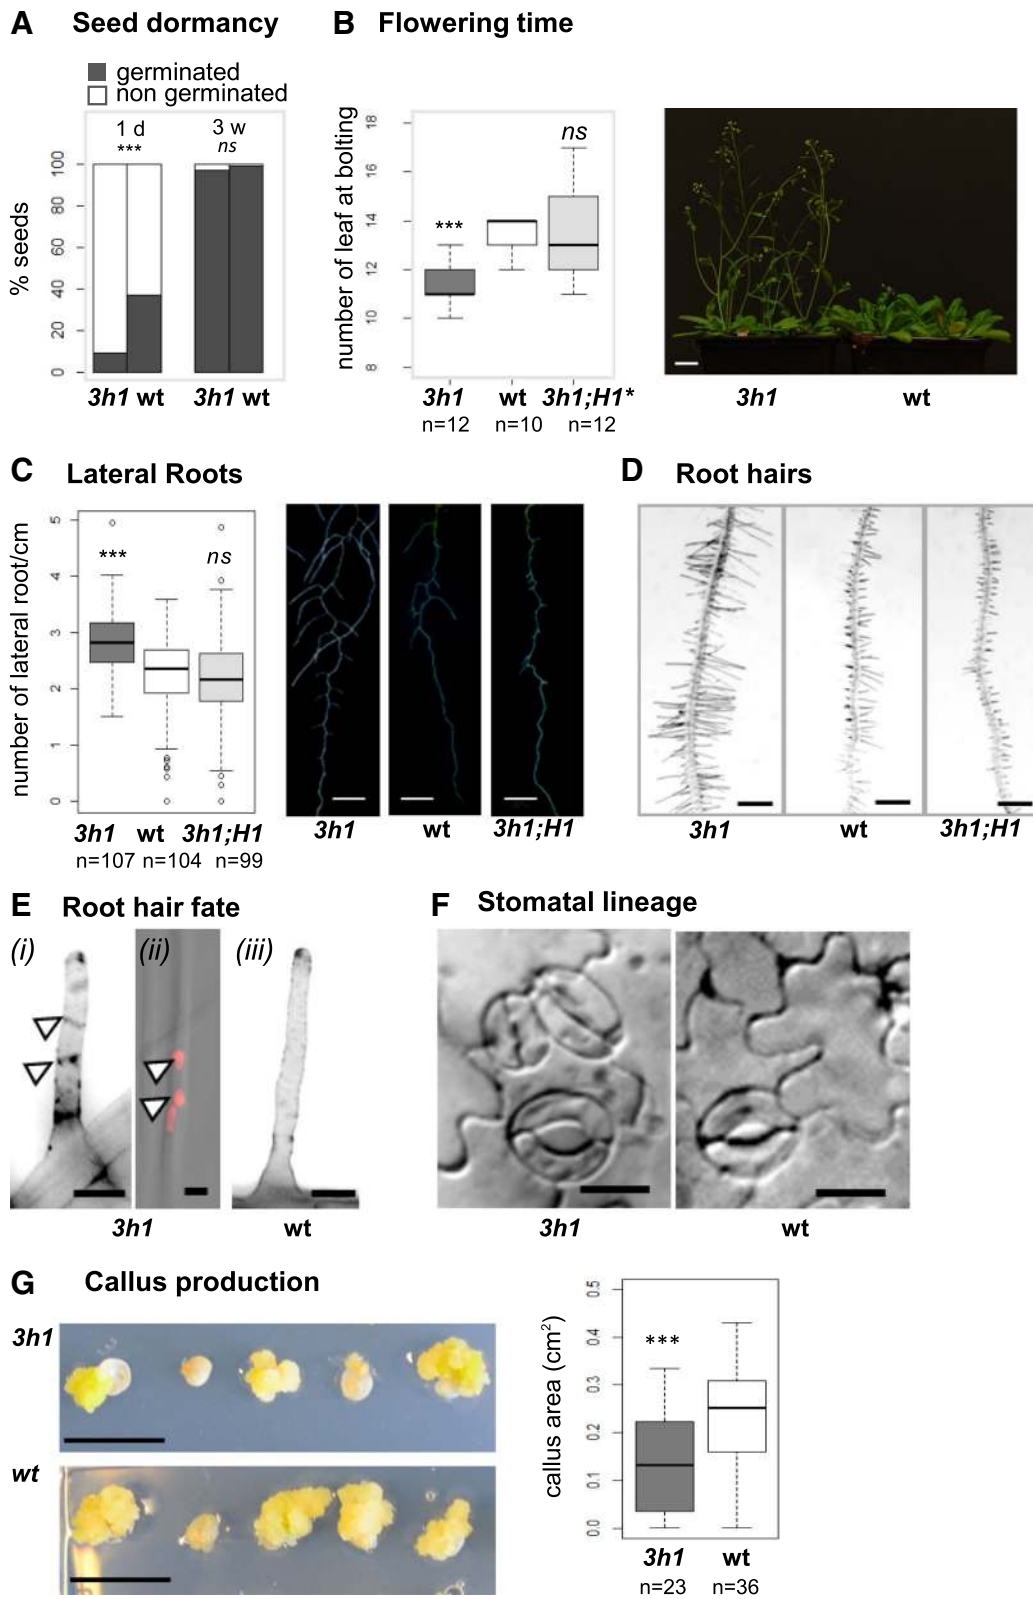 A Seed dormancy
germinated
non germinated
1 d
***
3 w
ns
% seeds
0 20 40 60 80 100
3h1 wt 3h1 wt
B Flowering time
number of leaf at bolting
8 10 12 14 16 18
***
ns
3h1 wt 3h1;H1*
n=12 n=10 n=12
3h1 wt
C Lateral Roots
number of lateral root/cm
0 1 2 3 4 5
***
ns
3h1 wt 3h1;H1
n=107 n=104 n=99
3h1 wt 3h1;H1
D Root hairs
3h1 wt 3h1;H1
E Root hair fate
(i) (ii) (iii)
3h1 wt
F Stomatal lineage
3h1 wt
G Callus production
3h1
wt
callus area (cm²)
0.0 0.1 0.2 0.3 0.4 0.5
***
3h1 wt
n=23 n=36